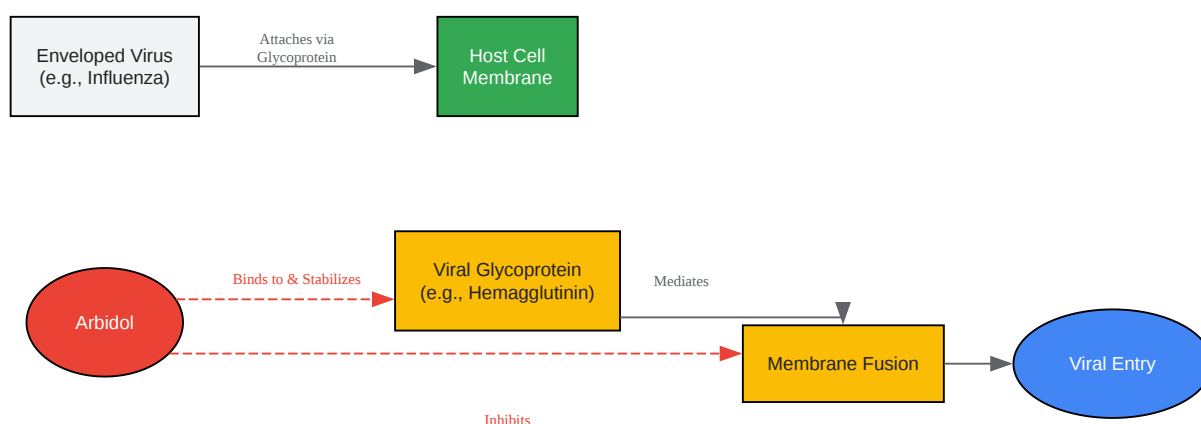 Enveloped Virus
(e.g., Influenza)
Attaches via
Glycoprotein
Host Cell
Membrane
Arbidol
Binds to & Stabilizes
Viral Glycoprotein
(e.g., Hemagglutinin)
Mediates
Membrane Fusion
Viral Entry
Inhibits